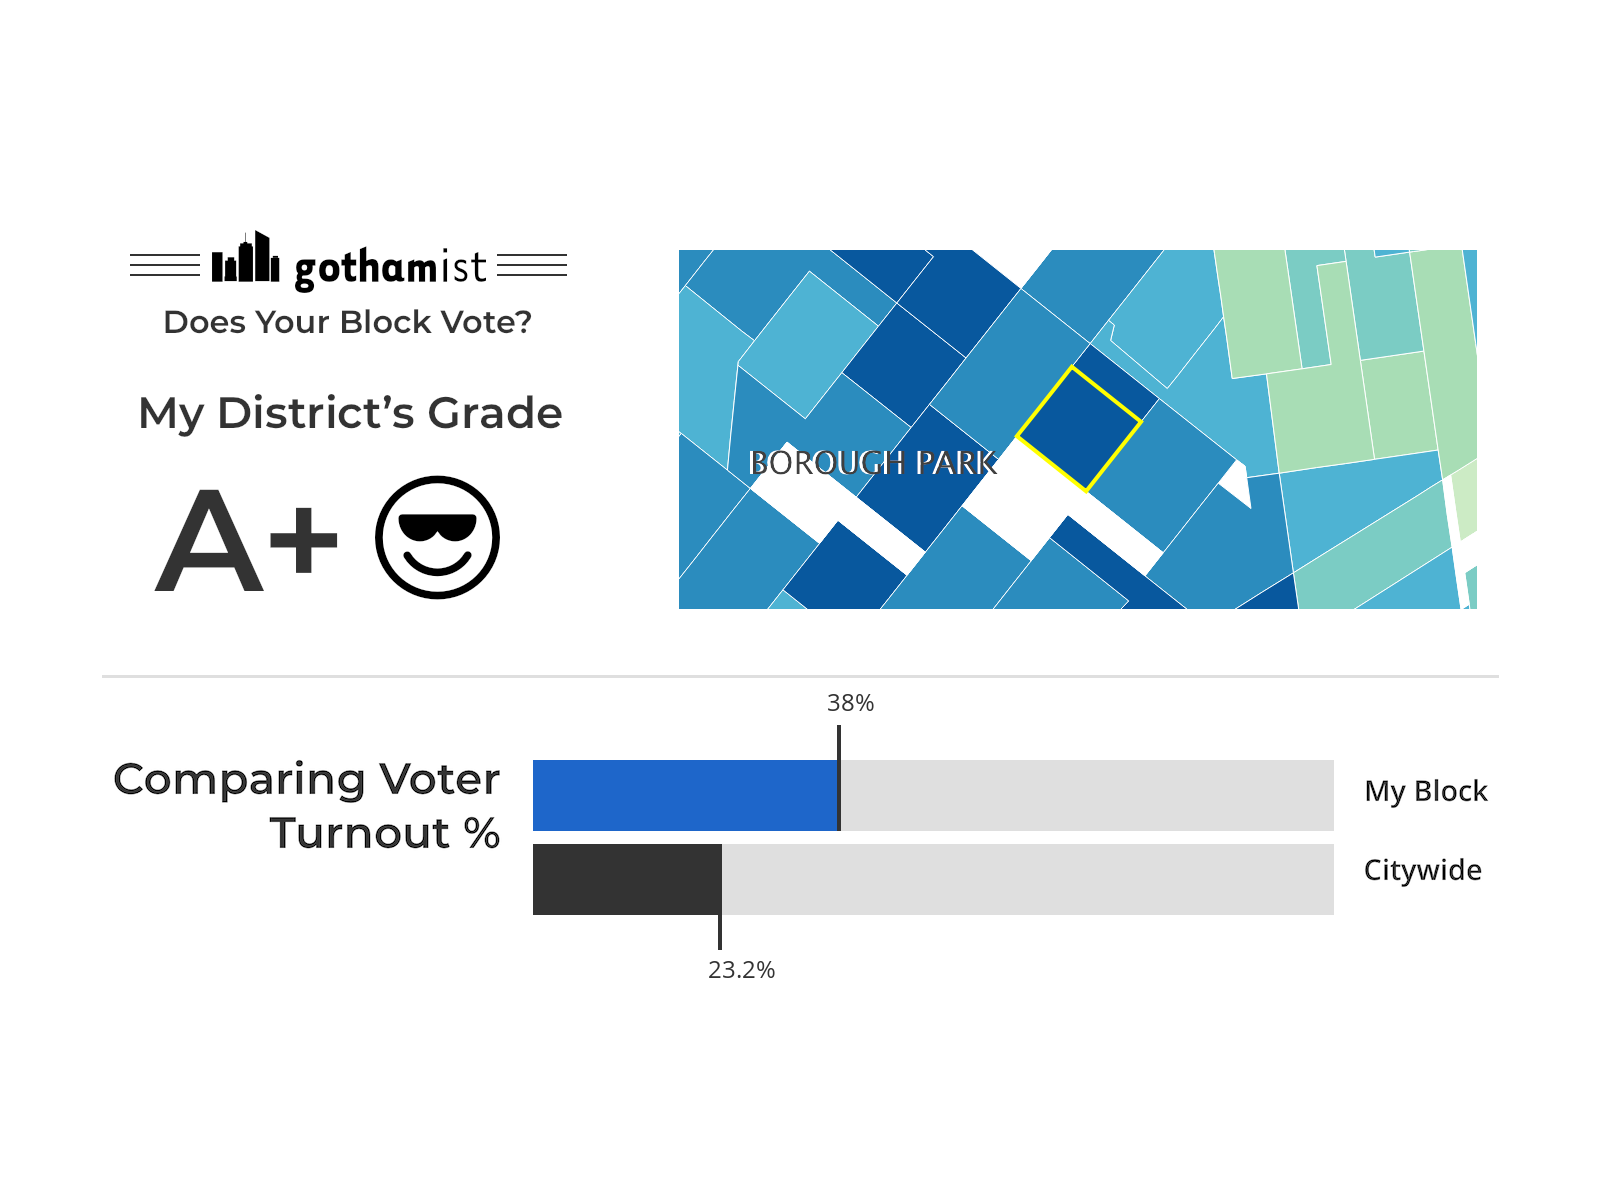 gothamist
Does Your Block Vote?
My District’s Grade
A+
BOROUGH PARK
38%
Comparing Voter
Turnout %
My Block
Citywide
23.2%